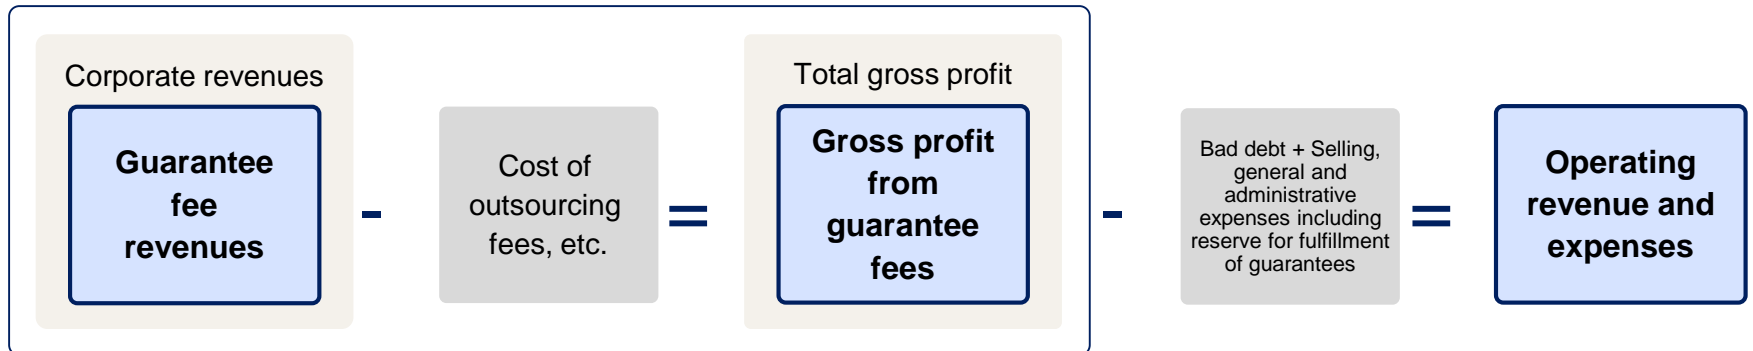 Corporate revenues
Guarantee
fee
revenues
-
Cost of
outsourcing
fees, etc.
=
Total gross profit
Gross profit
from
guarantee
fees
-
Bad debt + Selling,
general and
administrative
expenses including
reserve for fulfillment
of guarantees
=
Operating
revenue and
expenses